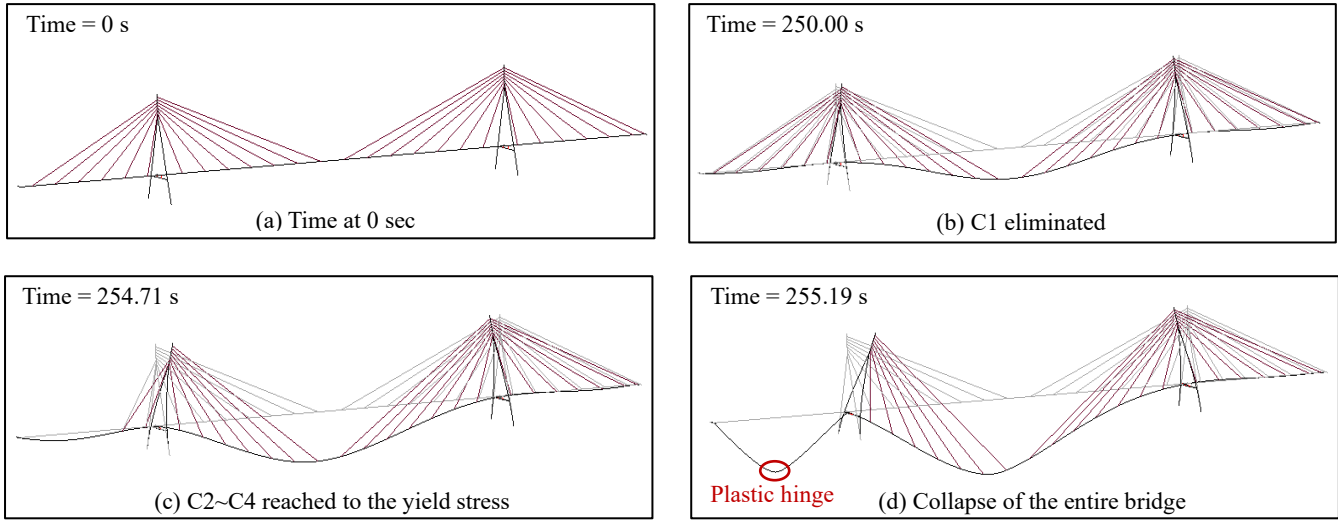 Time = 0 s
(a) Time at 0 sec
Time = 250.00 s
(b) C1 eliminated
Time = 254.71 s
(c) C2~C4 reached to the yield stress
Time = 255.19 s
Plastic hinge
(d) Collapse of the entire bridge